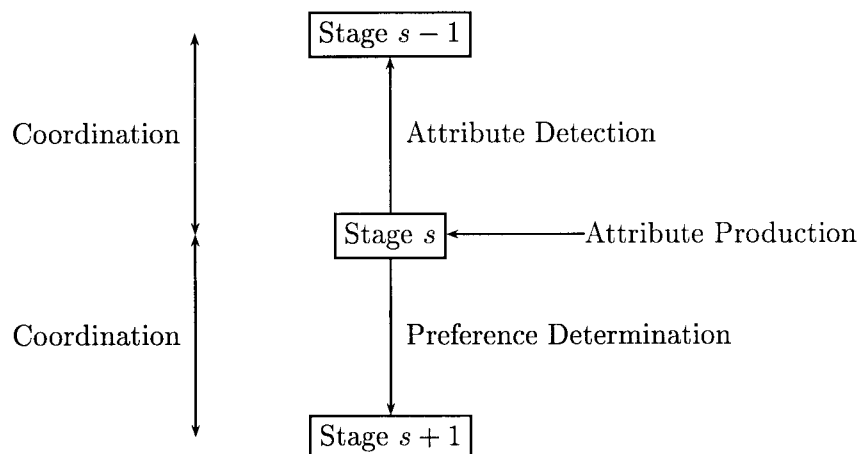 Stage s − 1
Coordination
Attribute Detection
Stage s
Attribute Production
Coordination
Preference Determination
Stage s + 1